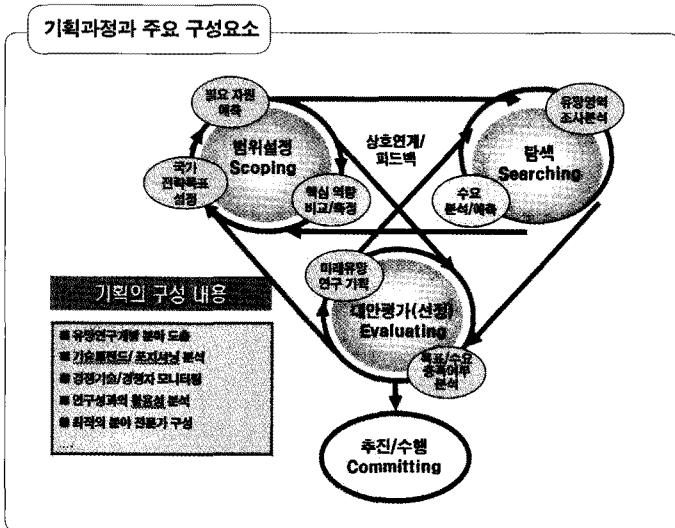 기획과정과 주요 구성요소
필요 자원
예측
범위설정
Scoping
국가
전략목표
설정
핵심 역량
비교/측정
상호연계/
피드백
유망영역
조사분석
탐색
Searching
수요
분석/예측
미래유망
연구 기획
대안평가(선정)
Evaluating
목표/수요
충족여부
분석
추진/수행
Committing
기획의 구성 내용
■ 유망연구개발 분야 도출
■ 기술트렌드/ 포지셔닝 분석
■ 경쟁기술/경쟁자 모니터링
■ 연구성과의 활용성 분석
■ 최적의 분야 전문가 구성
....